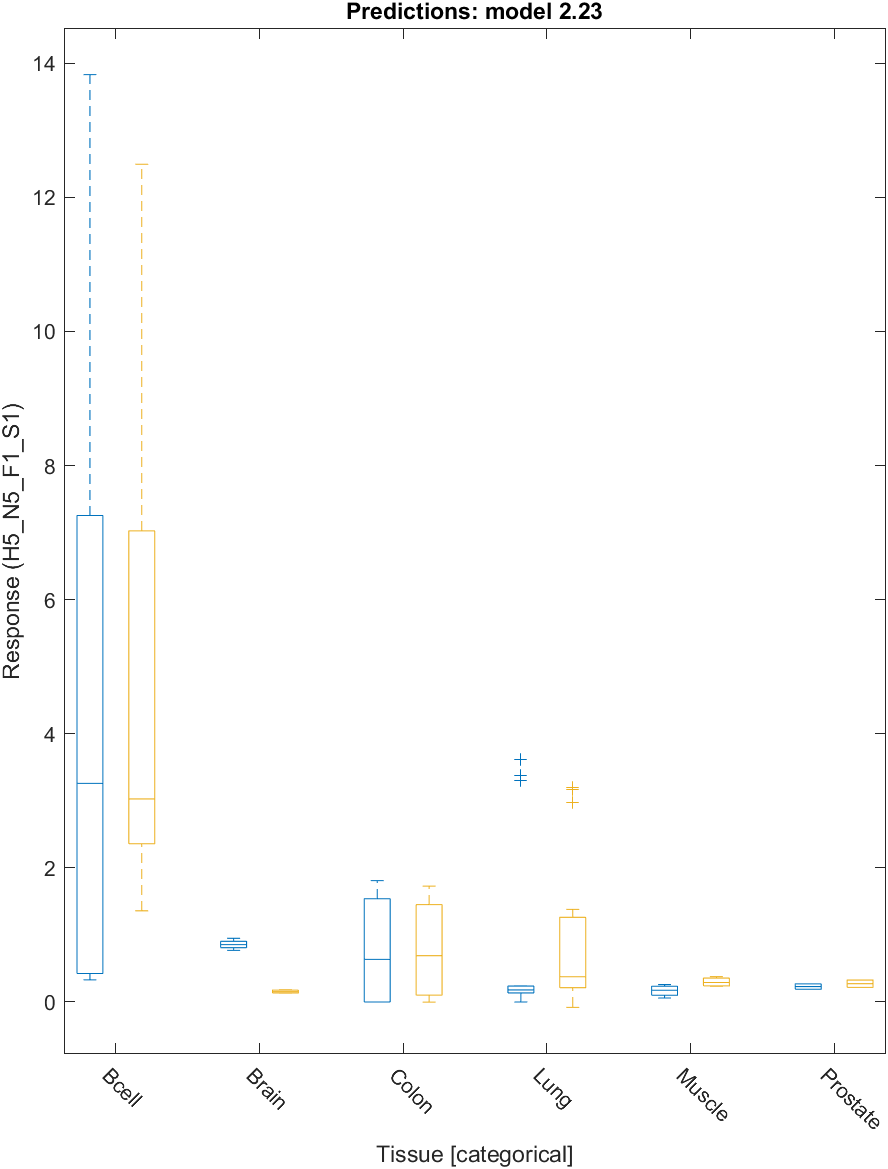 Predictions: model 2.23
14
12
10
8
6
4
2
0
Response (H5_N5_F1_S1)
Bcell
Brain
Colon
Lung
Muscle
Prostate
Tissue [categorical]